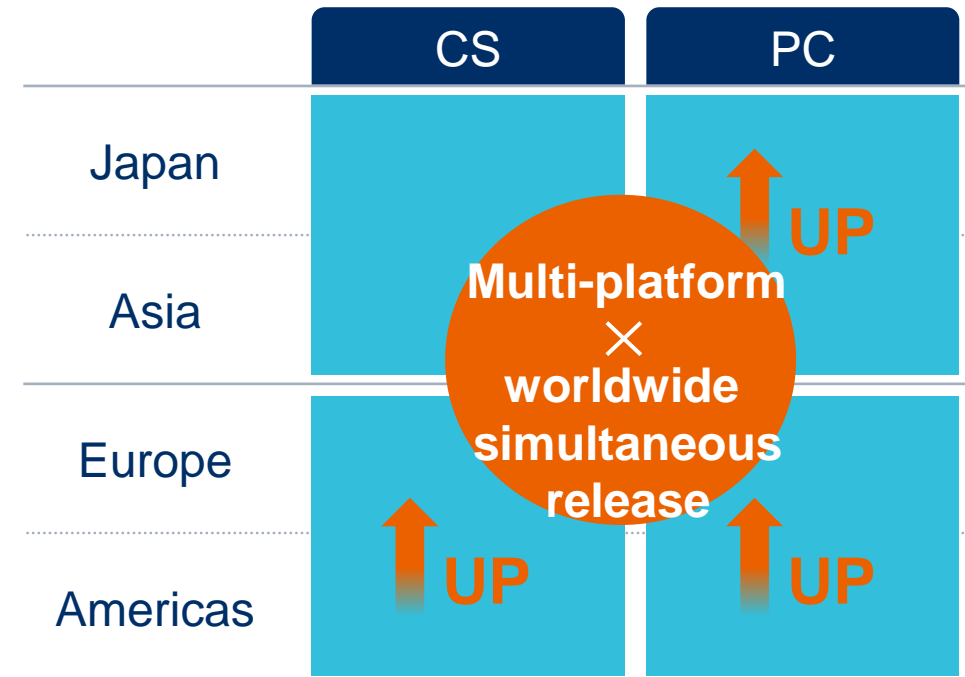 CS
PC
Japan
UP
Asia
Multi-platform
×
worldwide
simultaneous
release
Europe
UP
UP
Americas